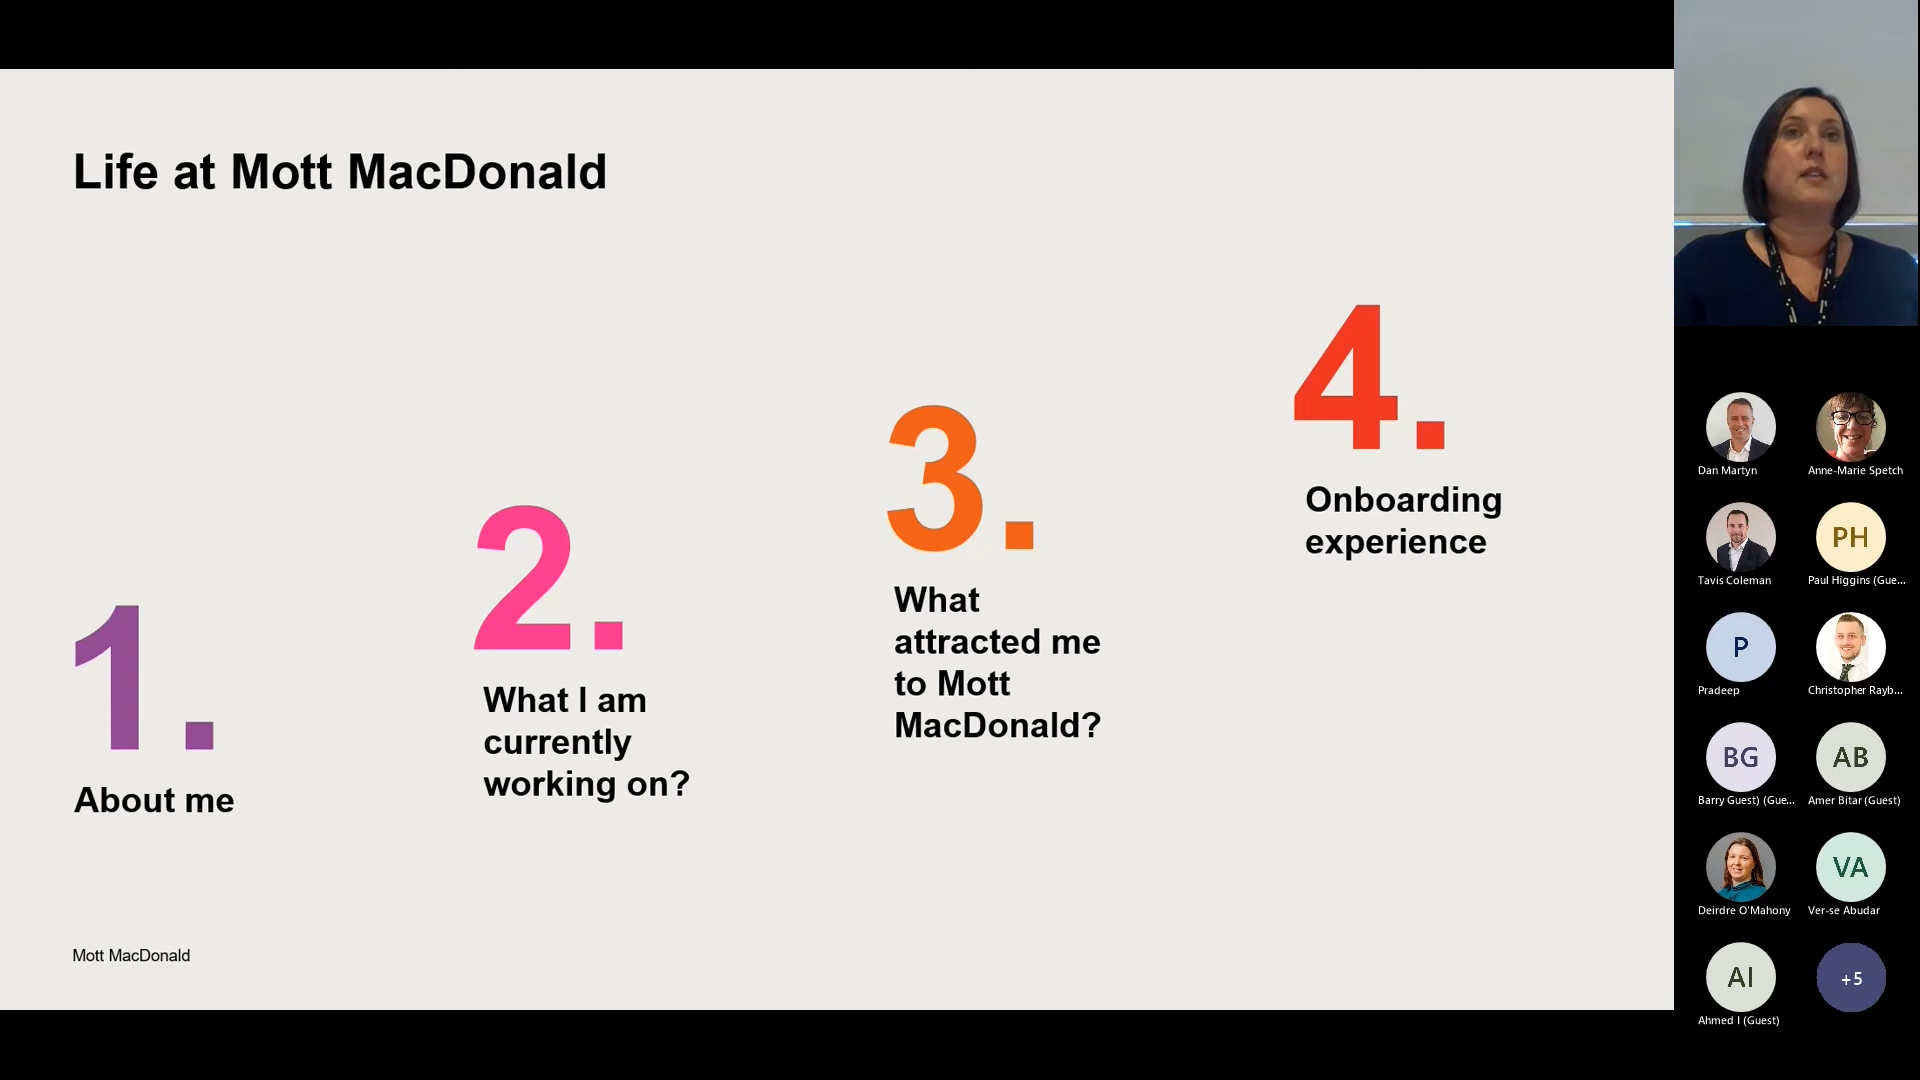 Life at Mott MacDonald
1.
About me
2.
What I am
currently
working on?
3.
What
attracted me
to Mott
MacDonald?
4.
Onboarding
experience
Mott MacDonald
Dan Martyn
Anne-Marie Spetch
Tavis Coleman
PH
Paul Higgins (Gue...
P
Pradeep
Christopher Rayb...
BG
Barry Guest) (Gue...
AB
Amer Bitar (Guest)
Deirdre O'Mahony
VA
Ver-se Abudar
AI
Ahmed I (Guest)
+5